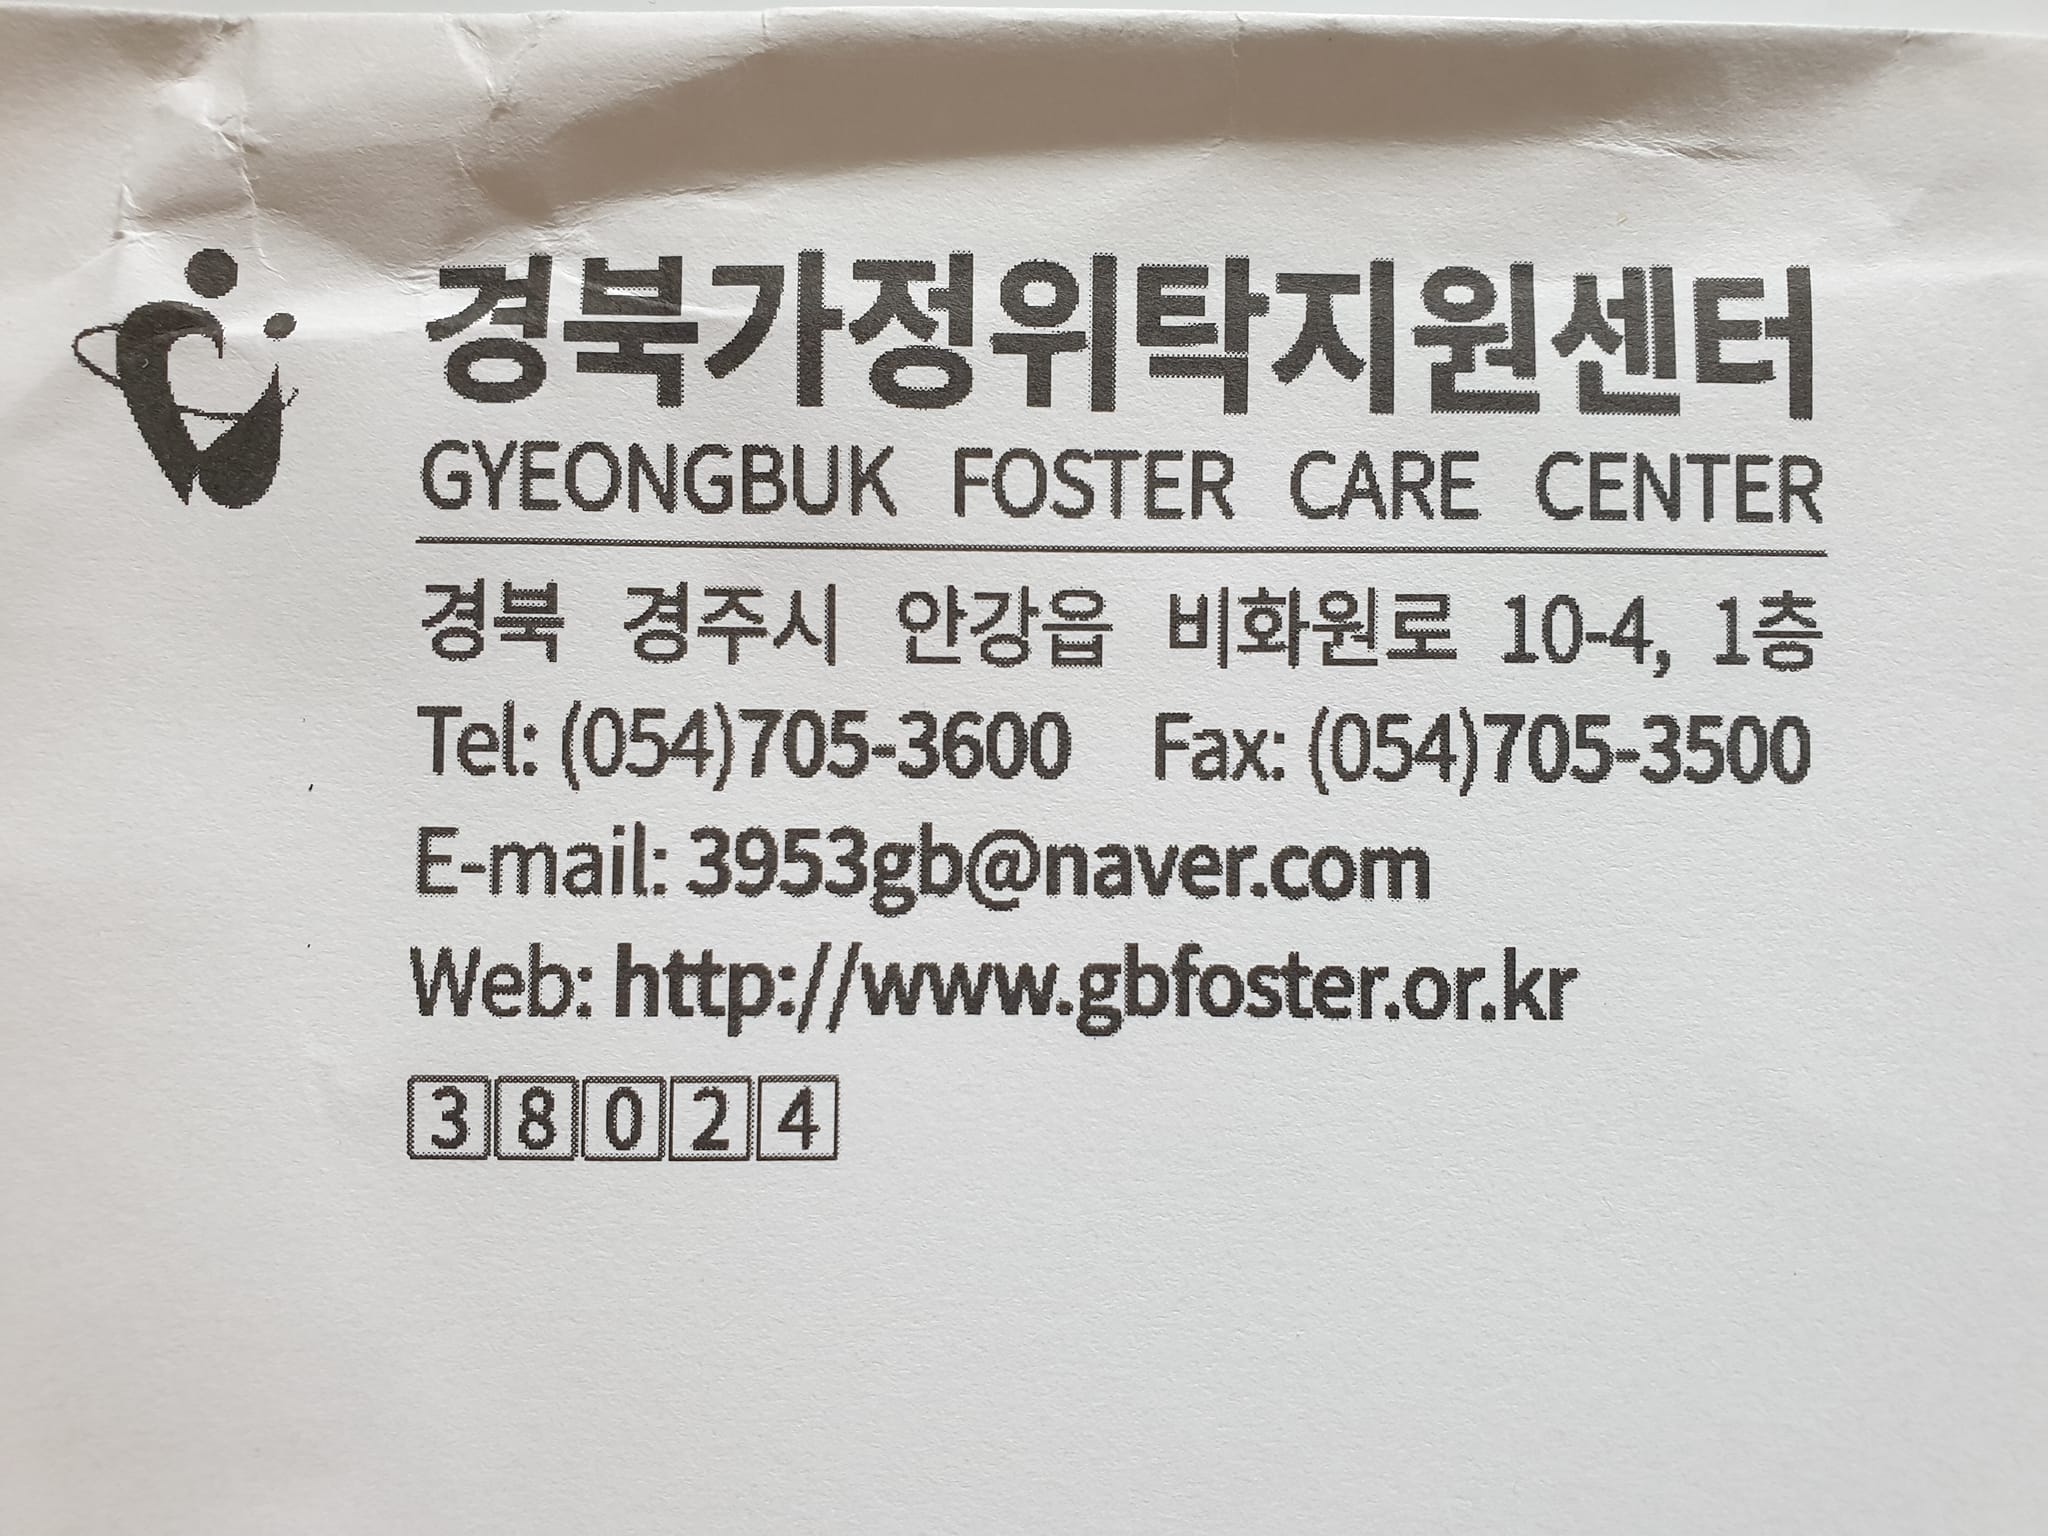 경북가정위탁지원센터
GYEONGBUK FOSTER CARE CENTER
경북 경주시 안강읍 비화원로 10-4, 1층
Tel: (054)705-3600 Fax: (054)705-3500
E-mail: 3953gb@naver.com
Web: http://www.gbfoster.or.kr
38024